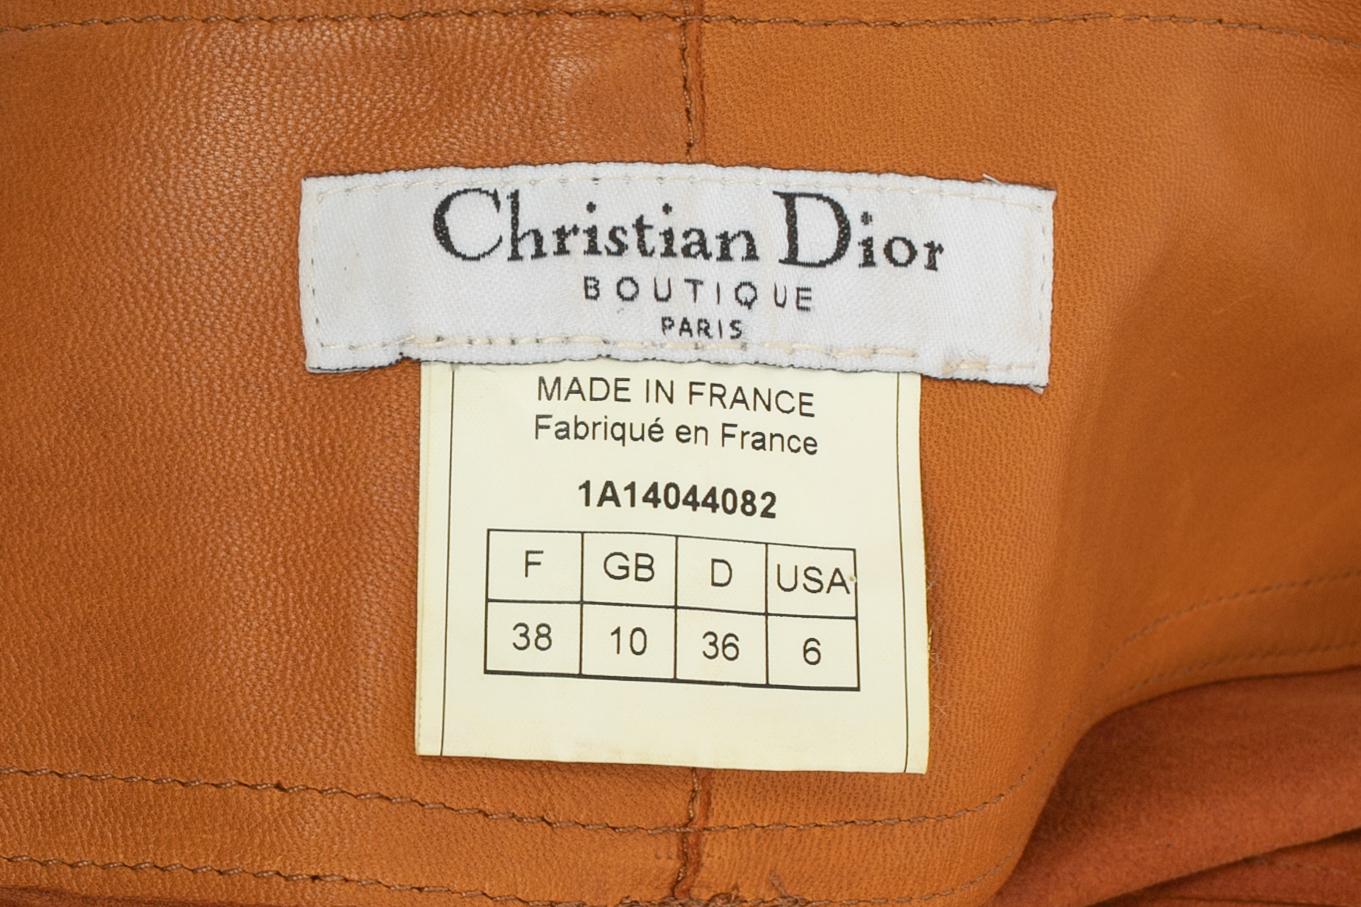 Christian Dior
BOUTIQUE
PARIS
MADE IN FRANCE
Fabriqué en France
1A14044082
F GB D USA
38 10 36 6